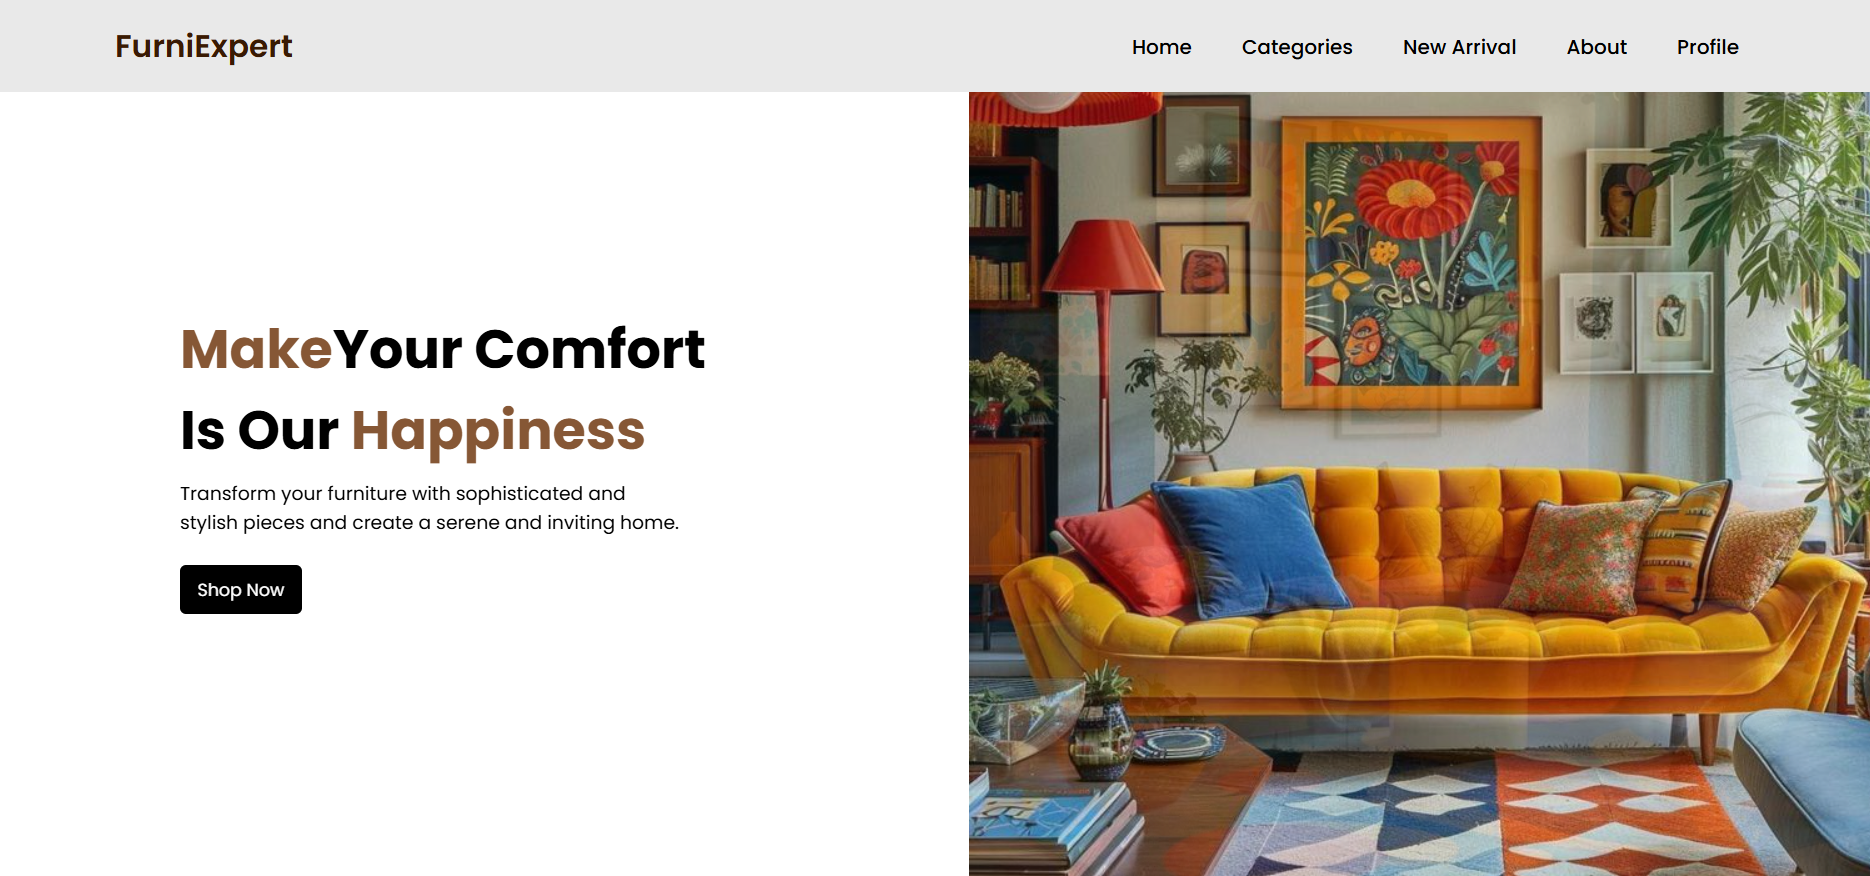 FurniExpert
Home Categories New Arrival About Profile
MakeYour Comfort
Is Our Happiness
Transform your furniture with sophisticated and
stylish pieces and create a serene and inviting home.
Shop Now